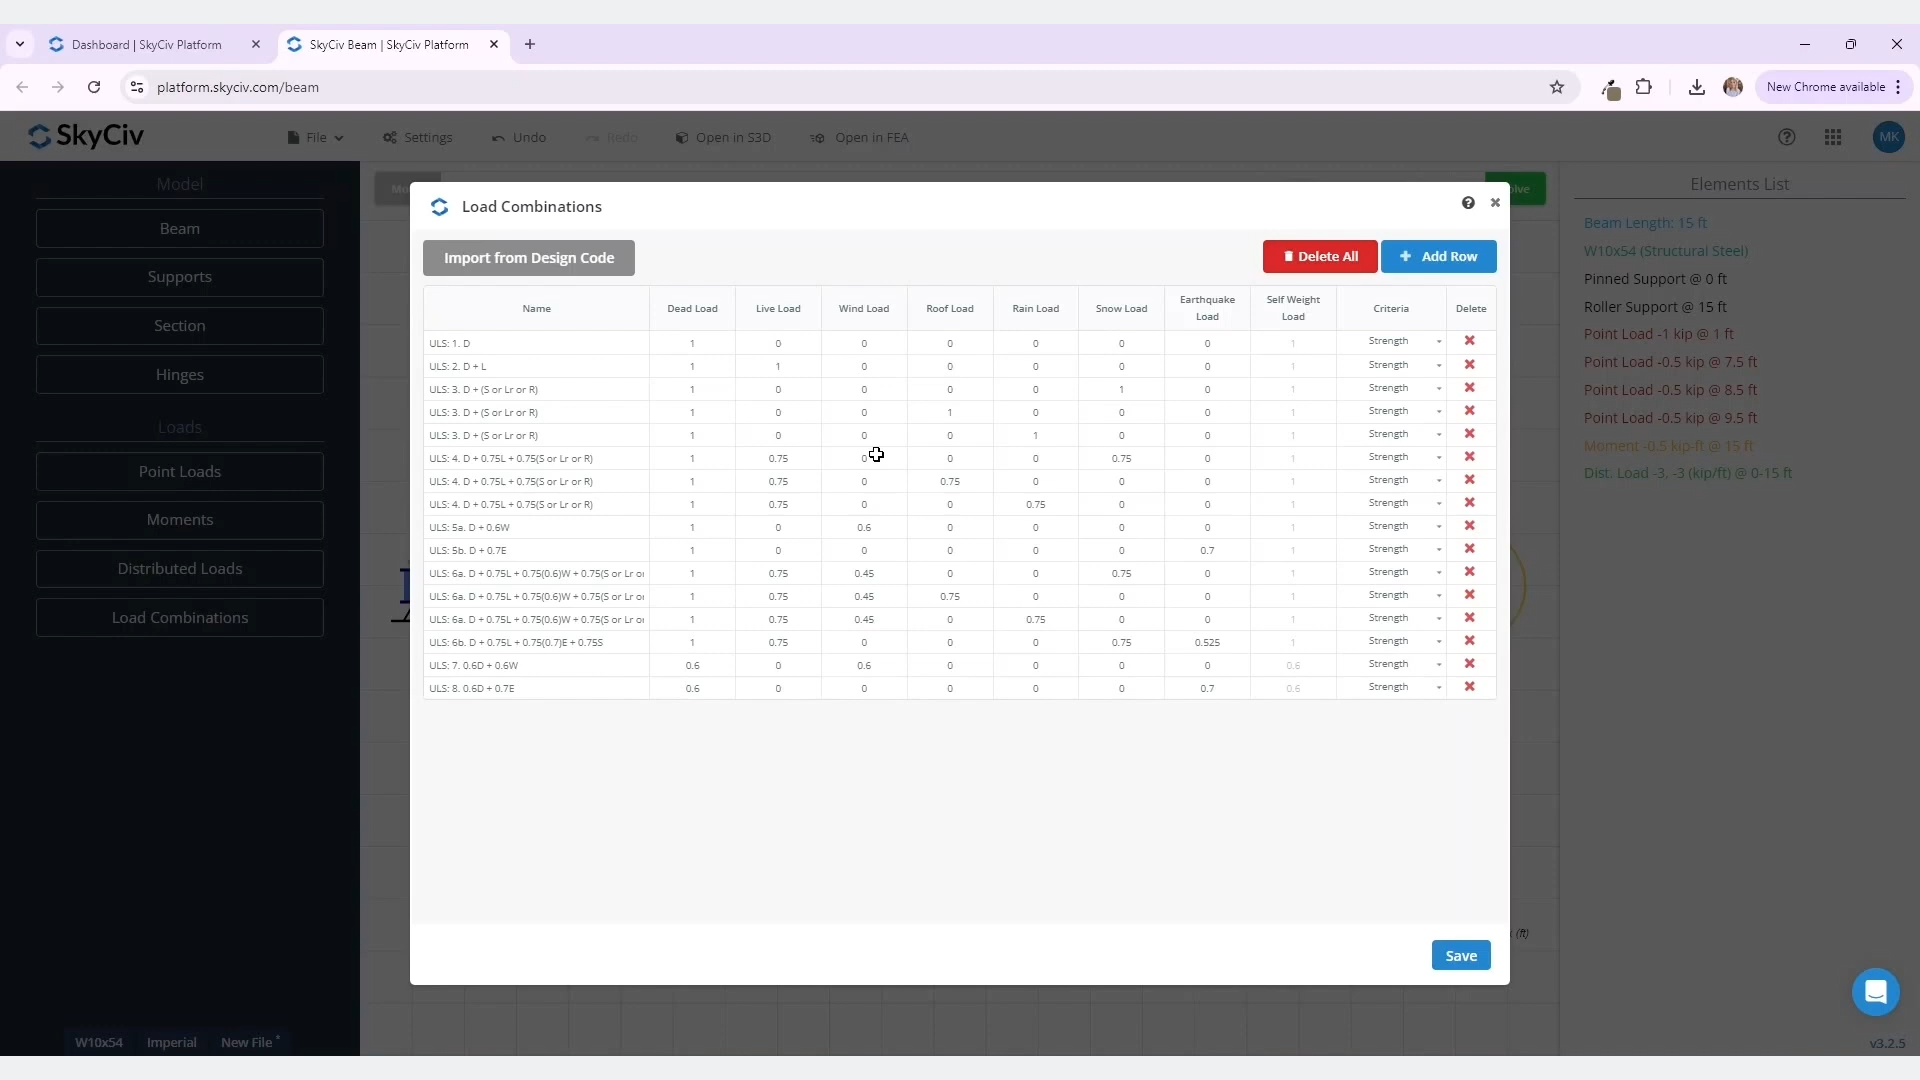 Dashboard | SkyCiv Platform
SkyCiv Beam | SkyCiv Platform
platform.skyciv.com/beam
New Chrome available
SkyCiv
File
Settings
Undo
Redo
Open in S3D
Open in FEA
MK
Model
Beam
Supports
Section
Hinges
Loads
Point Loads
Moments
Distributed Loads
Load Combinations
W10x54
Imperial
New File *
Load Combinations
Import from Design Code
Delete All
Add Row
Name Dead Load Live Load Wind Load Roof Load Rain Load Snow Load Earthquake Load Self Weight Load Criteria Delete
ULS: 1. D 1 0 0 0 0 0 0 1 Strength
ULS: 2. D + L 1 1 0 0 0 0 0 1 Strength
ULS: 3. D + (S or Lr or R) 1 0 0 0 0 1 0 1 Strength
ULS: 3. D + (S or Lr or R) 1 0 0 1 0 0 0 1 Strength
ULS: 3. D + (S or Lr or R) 1 0 0 0 1 0 0 1 Strength
ULS: 4. D + 0.75L + 0.75(S or Lr or R) 1 0.75 0 0 0 0.75 0 1 Strength
ULS: 4. D + 0.75L + 0.75(S or Lr or R) 1 0.75 0 0.75 0 0 0 1 Strength
ULS: 4. D + 0.75L + 0.75(S or Lr or R) 1 0.75 0 0 0.75 0 0 1 Strength
ULS: 5a. D + 0.6W 1 0 0.6 0 0 0 0 1 Strength
ULS: 5b. D + 0.7E 1 0 0 0 0 0 0.7 1 Strength
ULS: 6a. D + 0.75L + 0.75(0.6)W + 0.75(S or Lr or 1 0.75 0.45 0 0 0.75 0 1 Strength
ULS: 6a. D + 0.75L + 0.75(0.6)W + 0.75(S or Lr or 1 0.75 0.45 0.75 0 0 0 1 Strength
ULS: 6a. D + 0.75L + 0.75(0.6)W + 0.75(S or Lr or 1 0.75 0.45 0 0.75 0 0 1 Strength
ULS: 6b. D + 0.75L + 0.75(0.7)E + 0.75S 1 0.75 0 0 0 0.75 0.525 1 Strength
ULS: 7. 0.6D + 0.6W 0.6 0 0.6 0 0 0 0 0.6 Strength
ULS: 8. 0.6D + 0.7E 0.6 0 0 0 0 0 0.7 0.6 Strength
Save
(ft)
Elements List
Beam Length: 15 ft
W10x54 (Structural Steel)
Pinned Support @ 0 ft
Roller Support @ 15 ft
Point Load -1 kip @ 1 ft
Point Load -0.5 kip @ 7.5 ft
Point Load -0.5 kip @ 8.5 ft
Point Load -0.5 kip @ 9.5 ft
Moment -0.5 kip-ft @ 15 ft
Dist. Load -3, -3 (kip/ft) @ 0-15 ft
v3.2.5